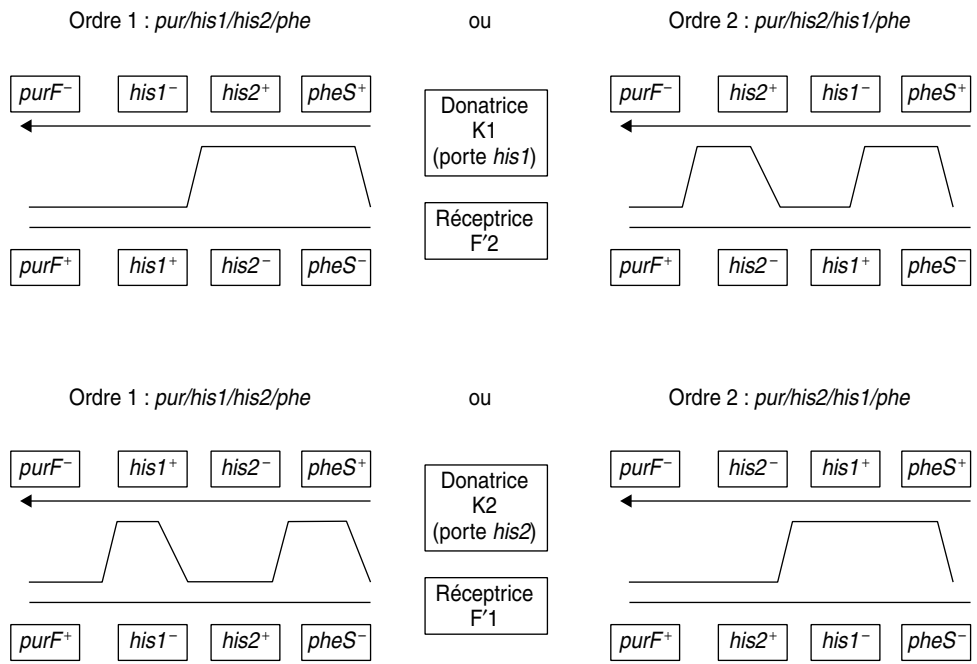 Ordre 1 : pur/his1/his2/phe ou Ordre 2 : pur/his2/his1/phe
purF⁻ his1⁻ his2⁺ pheS⁺
Donatrice
K1
(porte his1)
purF⁻ his2⁺ his1⁻ pheS⁺
Réceptrice
F′2
purF⁺ his1⁺ his2⁻ pheS⁻
purF⁺ his2⁻ his1⁺ pheS⁻
Ordre 1 : pur/his1/his2/phe ou Ordre 2 : pur/his2/his1/phe
purF⁻ his1⁺ his2⁻ pheS⁺
Donatrice
K2
(porte his2)
purF⁻ his2⁻ his1⁺ pheS⁺
Réceptrice
F′1
purF⁺ his1⁻ his2⁺ pheS⁻
purF⁺ his2⁺ his1⁻ pheS⁻